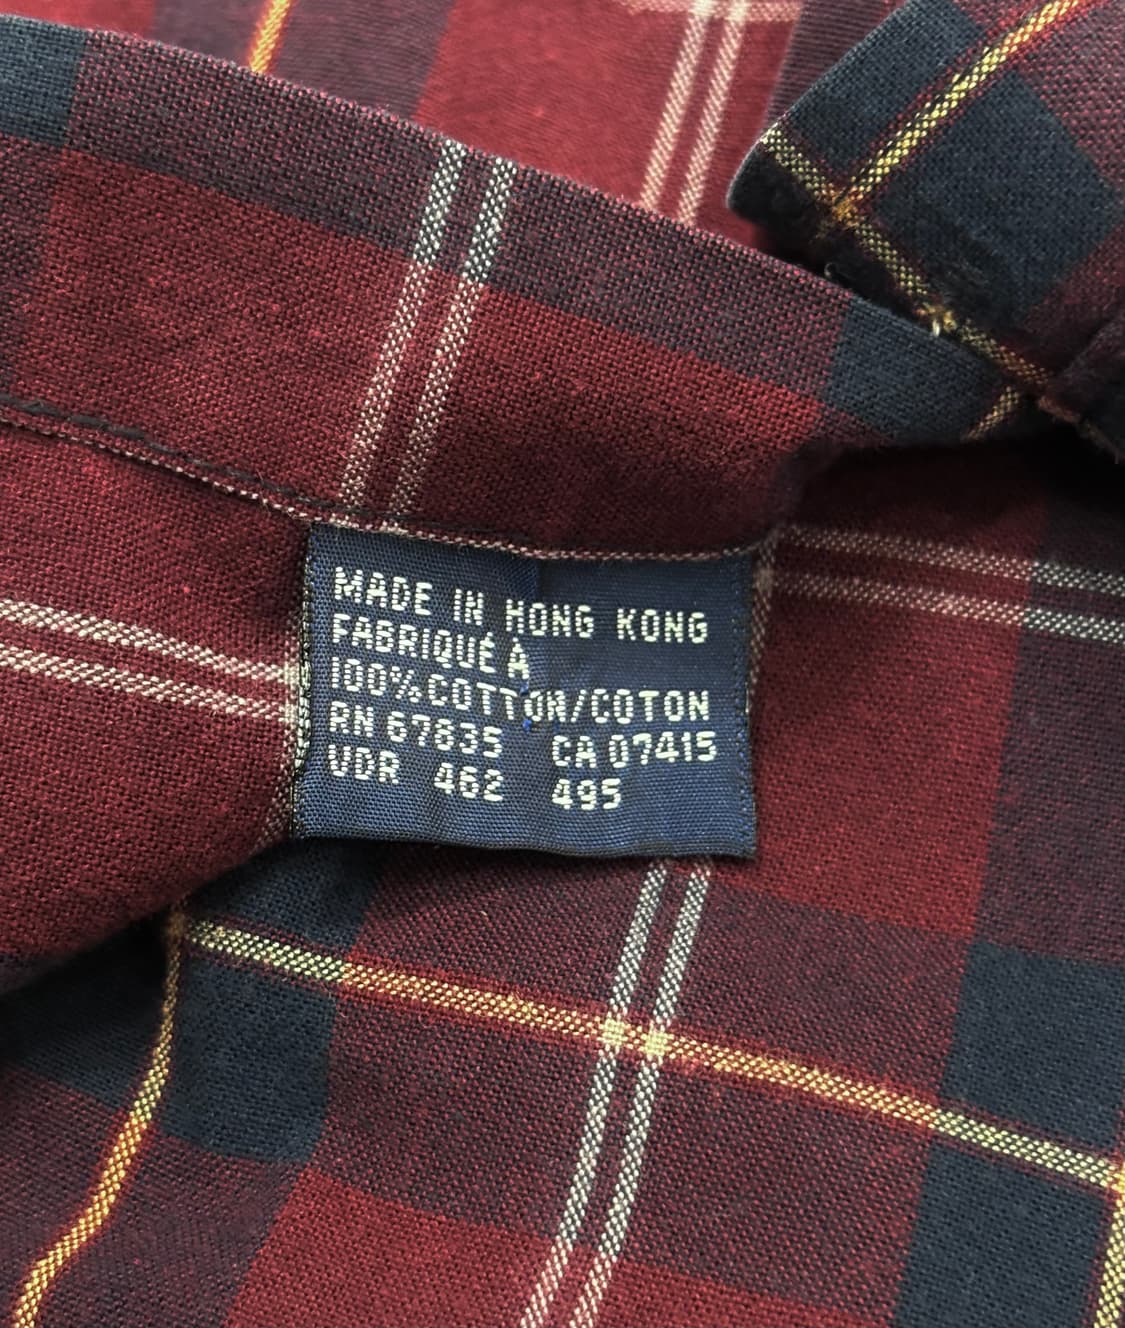 MADE IN HONG KONG
FABRIQUÉ À
100% COTTON/COTON
RN 67835 CA 07415
VDR 462 495